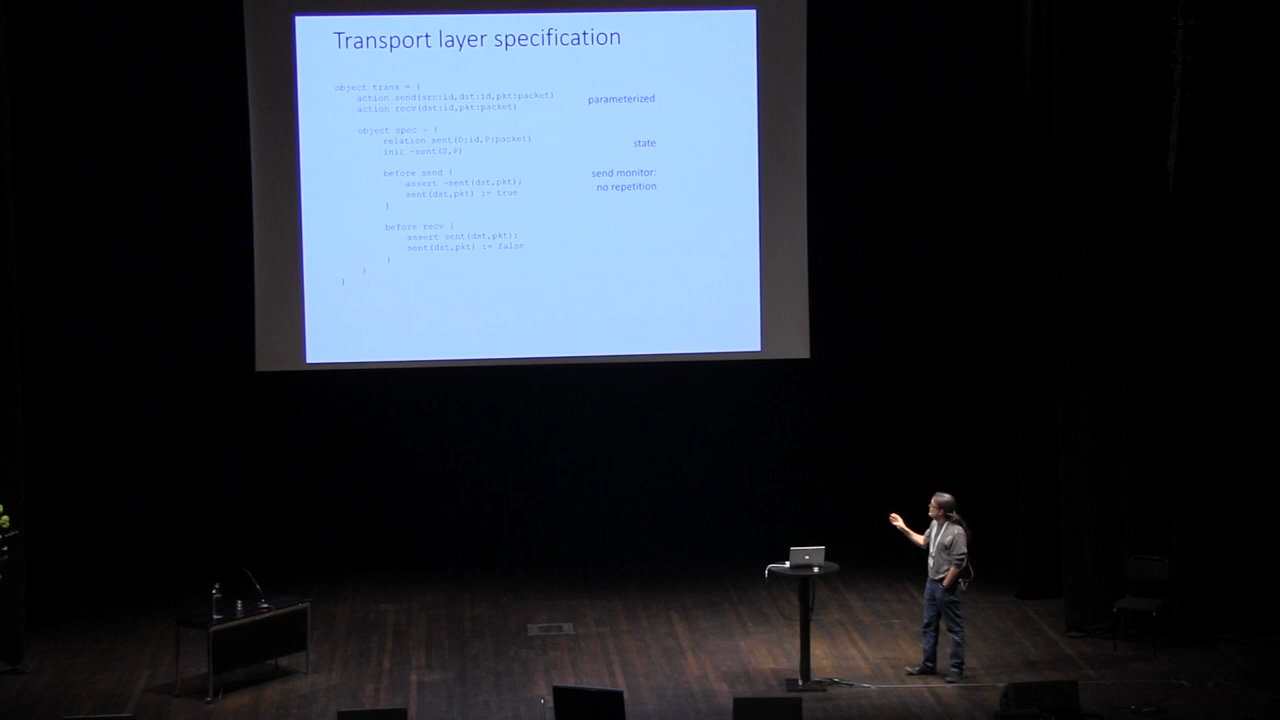 Transport layer specification
object trans = {
action send(src:id,dst:id,pkt:packet)
action recv(dst:id,pkt:packet)
parameterized
object spec = {
relation sent(D:id,P:packet)
init ~sent(S,P)
state
before send {
assert ~sent(dst,pkt);
sent(dst,pkt) := true
}
send monitor:
no repetition
before recv {
assert sent(dst,pkt);
sent(dst,pkt) := false
}
}
}